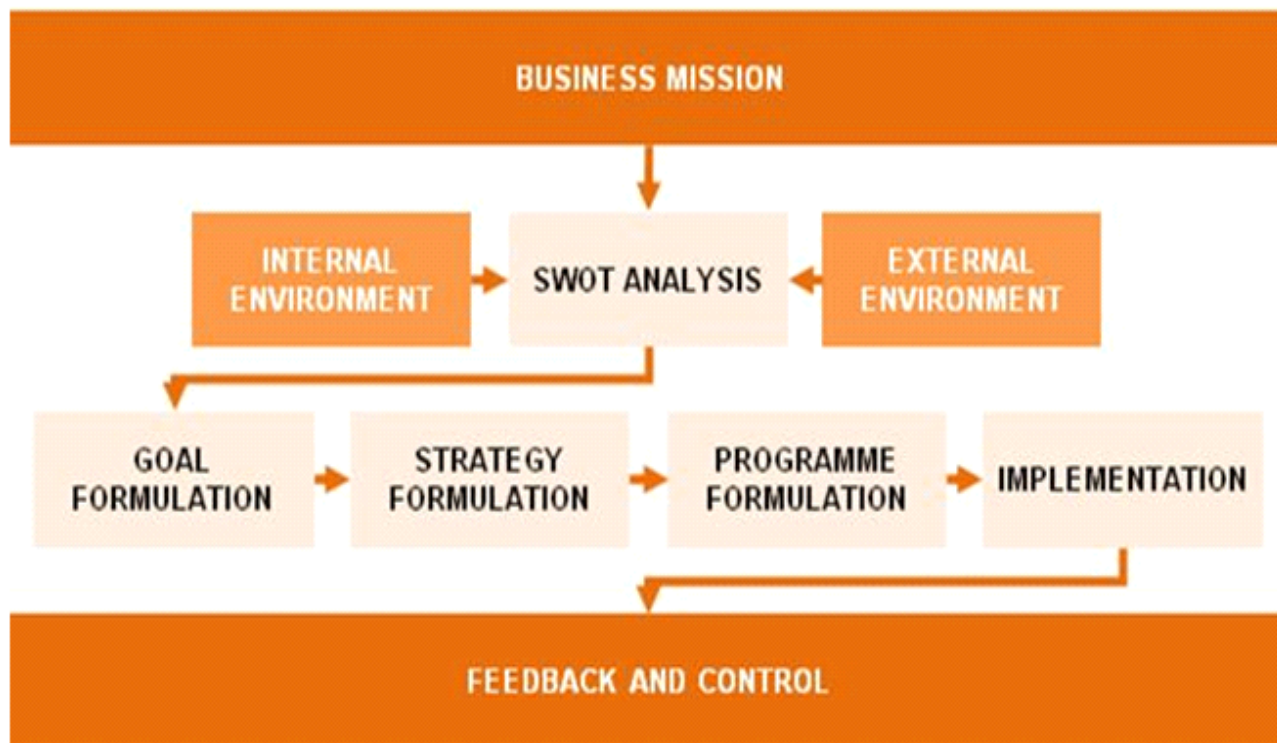 BUSINESS MISSION
INTERNAL
ENVIRONMENT
SWOT ANALYSIS
EXTERNAL
ENVIRONMENT
GOAL
FORMULATION
STRATEGY
FORMULATION
PROGRAMME
FORMULATION
IMPLEMENTATION
FEEDBACK AND CONTROL